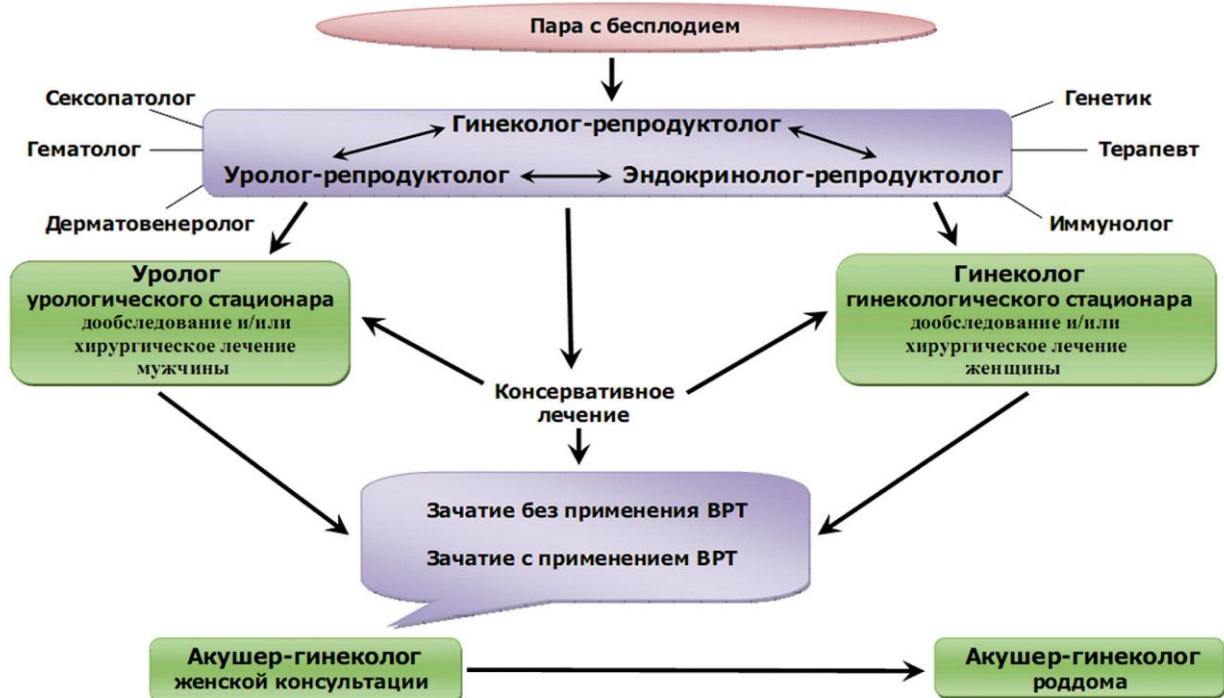 Пара с бесплодием
Сексопатолог
Генетик
Гинеколог-репродуктолог
Гематолог
Терапевт
Уролог-репродуктолог
Эндокринолог-репродуктолог
Дерматовенеролог
Иммунолог
Уролог
урологического стационара
дообследование и/или
хирургическое лечение
мужчины
Гинеколог
гинекологического стационара
дообследование и/или
хирургическое лечение
женщины
Консервативное
лечение
Зачатие без применения ВРТ
Зачатие с применением ВРТ
Акушер-гинеколог
женской консультации
Акушер-гинеколог
роддома